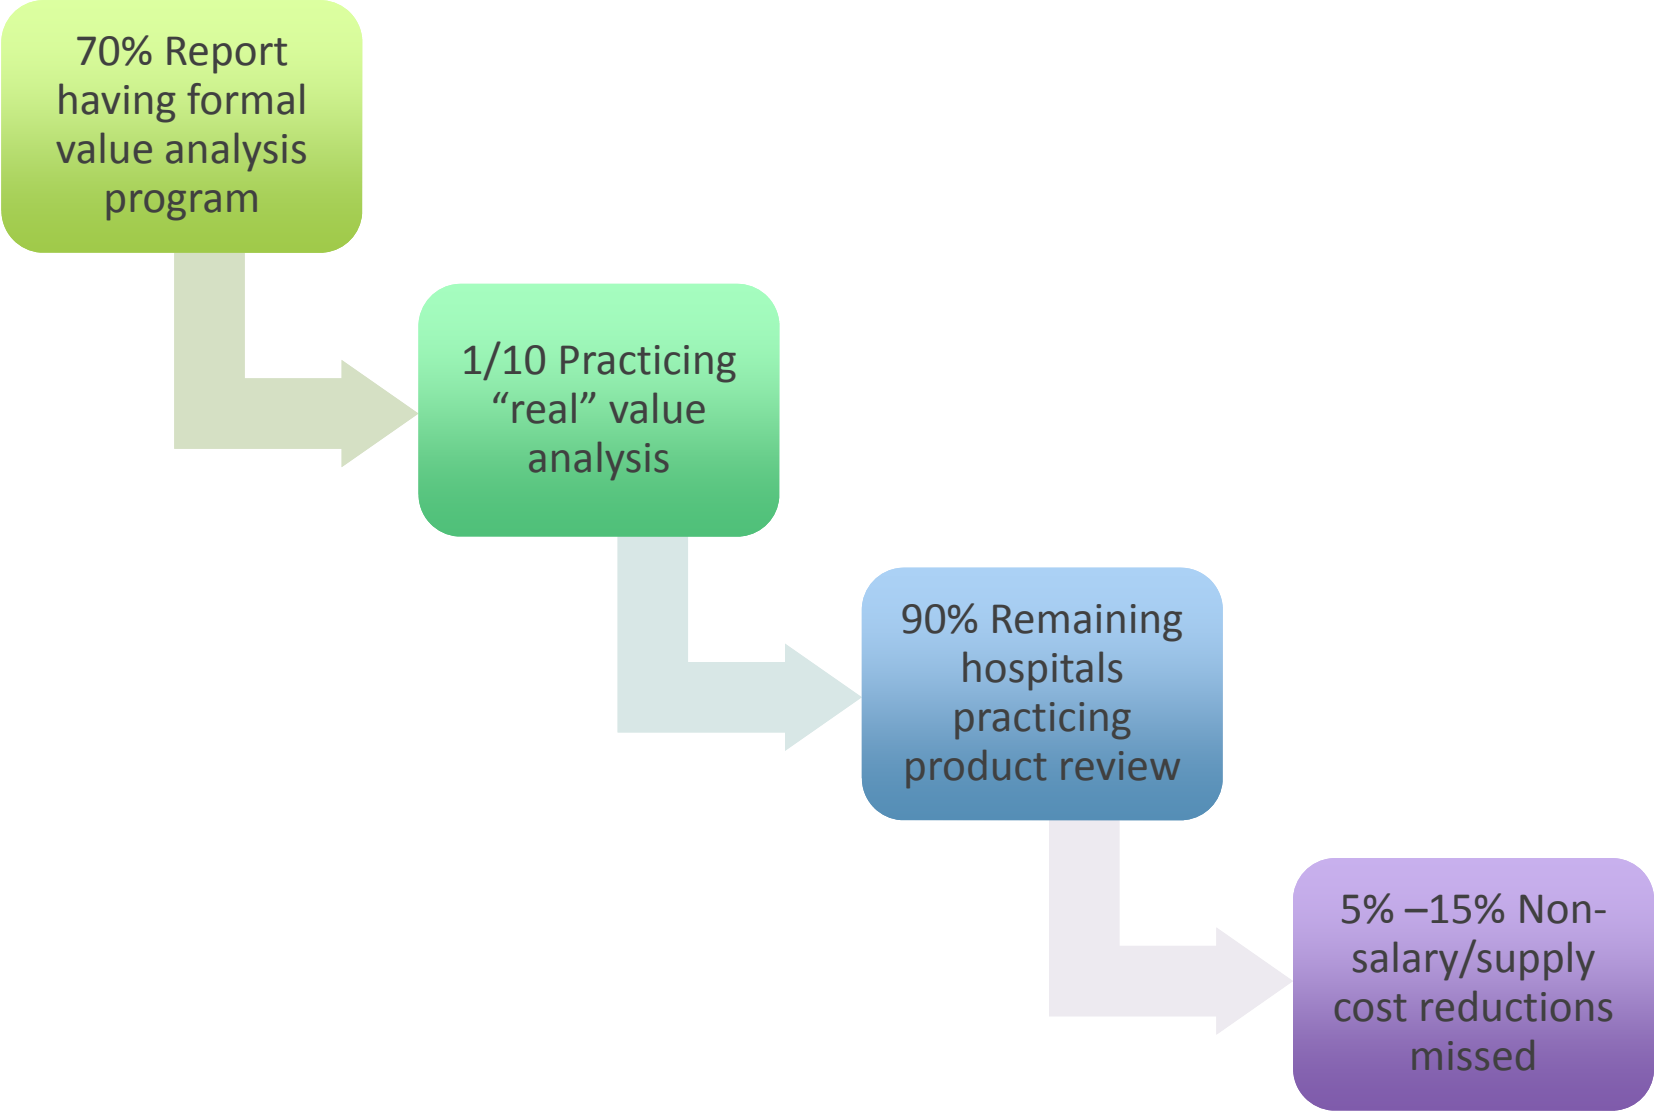 70% Report
having formal
value analysis
program
1/10 Practicing
“real” value
analysis
90% Remaining
hospitals
practicing
product review
5% –15% Non-
salary/supply
cost reductions
missed